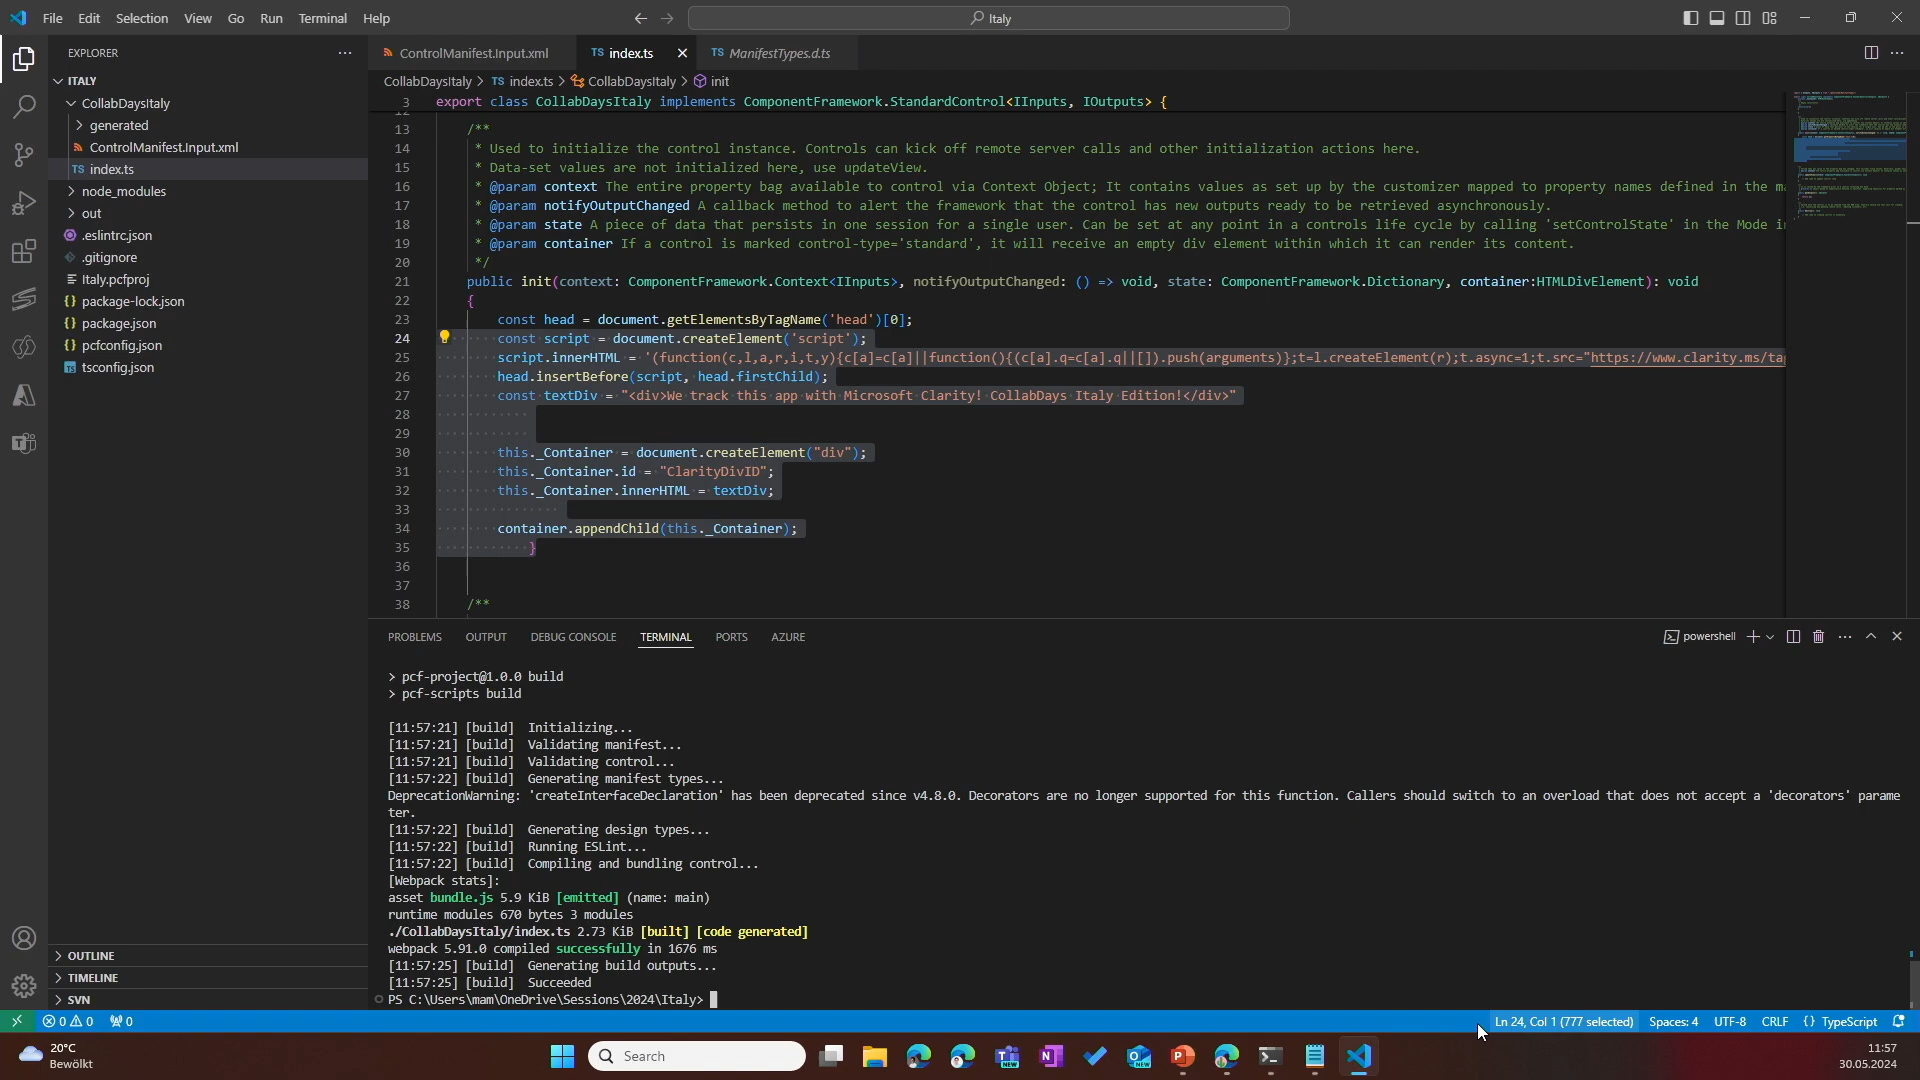 File Edit Selection View Go Run Terminal Help
Italy
EXPLORER
ITALY
CollabDaysItaly
generated
ControlManifest.Input.xml
TS index.ts
node_modules
out
.eslintrc.json
.gitignore
Italy.pcfproj
{} package-lock.json
{} package.json
{} pcfconfig.json
tsconfig.json
OUTLINE
TIMELINE
SVN
ControlManifest.Input.xml
TS index.ts
TS ManifestTypes.d.ts
CollabDaysItaly > TS index.ts > CollabDaysItaly > init
3 export class CollabDaysItaly implements ComponentFramework.StandardControl<IInputs, IOutputs> {
13 /**
14 * Used to initialize the control instance. Controls can kick off remote server calls and other initialization actions here.
15 * Data-set values are not initialized here, use updateView.
16 * @param context The entire property bag available to control via Context Object; It contains values as set up by the customizer mapped to property names defined in the ma
17 * @param notifyOutputChanged A callback method to alert the framework that the control has new outputs ready to be retrieved asynchronously.
18 * @param state A piece of data that persists in one session for a single user. Can be set at any point in a controls life cycle by calling 'setControlState' in the Mode i
19 * @param container If a control is marked control-type='standard', it will receive an empty div element within which it can render its content.
20 */
21 public init(context: ComponentFramework.Context<IInputs>, notifyOutputChanged: () => void, state: ComponentFramework.Dictionary, container:HTMLDivElement): void
22 {
23 const head = document.getElementsByTagName('head')[0];
24 const script = document.createElement('script');
25 script.innerHTML = '(function(c,l,a,r,i,t,y){c[a]=c[a]||function(){(c[a].q=c[a].q||[]).push(arguments)};t=l.createElement(r);t.async=1;t.src="https://www.clarity.ms/tag
26 head.insertBefore(script, head.firstChild);
27 const textDiv = "<div>We track this app with Microsoft Clarity! CollabDays Italy Edition!</div>"
28
29
30 this._Container = document.createElement("div");
31 this._Container.id = "ClarityDivID";
32 this._Container.innerHTML = textDiv;
33
34 container.appendChild(this._Container);
35 }
36
37
38 /**
PROBLEMS OUTPUT DEBUG CONSOLE TERMINAL PORTS AZURE
powershell
> pcf-project@1.0.0 build
> pcf-scripts build
[11:57:21] [build] Initializing...
[11:57:21] [build] Validating manifest...
[11:57:21] [build] Validating control...
[11:57:22] [build] Generating manifest types...
DeprecationWarning: 'createInterfaceDeclaration' has been deprecated since v4.8.0. Decorators are no longer supported for this function. Callers should switch to an overload that does not accept a 'decorators' parame
ter.
[11:57:22] [build] Generating design types...
[11:57:22] [build] Running ESLint...
[11:57:22] [build] Compiling and bundling control...
[Webpack stats]:
asset bundle.js 5.9 KiB [emitted] (name: main)
runtime modules 670 bytes 3 modules
./CollabDaysItaly/index.ts 2.73 KiB [built] [code generated]
webpack 5.91.0 compiled successfully in 1676 ms
[11:57:25] [build] Generating build outputs...
[11:57:25] [build] Succeeded
PS C:\Users\mam\OneDrive\Sessions\2024\Italy>
0 0 0
Ln 24, Col 1 (777 selected) Spaces: 4 UTF-8 CRLF {} TypeScript
20°C
Bewölkt
Search
11:57
30.05.2024